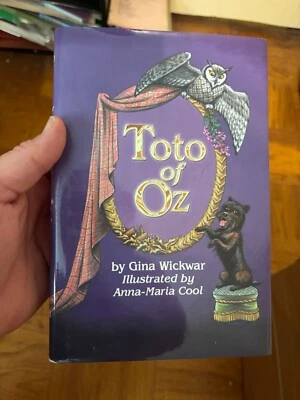 Toto
of
Oz
by Gina Wickwar
Illustrated by
Anna-Maria Cool